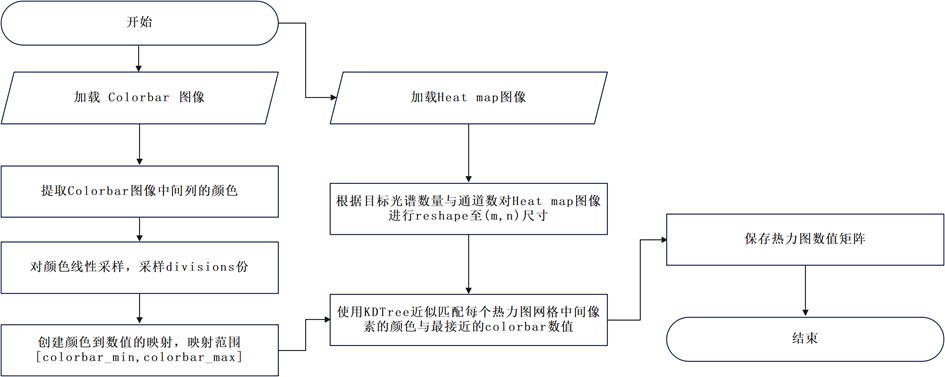 开始
加载 Colorbar 图像
加载Heat map图像
提取Colorbar图像中间列的颜色
根据目标光谱数量与通道数对Heat map图像
进行reshape至(m,n)尺寸
保存热力图数值矩阵
对颜色线性采样，采样divisions份
使用KDTree近似匹配每个热力图网格中间像
素的颜色与最接近的colorbar数值
创建颜色到数值的映射，映射范围
[colorbar_min,colorbar_max]
结束